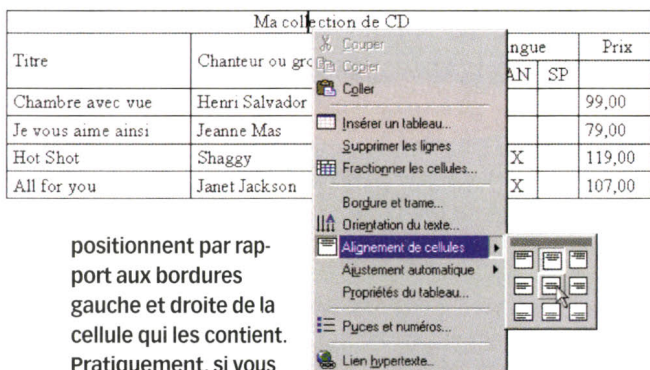 Ma collection de CD
Titre Chanteur ou gro ngue Prix
AN SP
Chambre avec vue Henri Salvador 99,00
Je vous aime ainsi Jeanne Mas 79,00
Hot Shot Shaggy X 119,00
All for you Janet Jackson X 107,00
Couper
Copier
Coller
Insérer un tableau...
Supprimer les lignes
Fractionner les cellules...
Bordure et trame...
Orientation du texte...
Alignement de cellules
Ajustement automatique
Propriétés du tableau...
Puces et numéros...
Lien hypertexte...
positionnent par rap-
port aux bordures
gauche et droite de la
cellule qui les contient.
Pratiquement, si vous